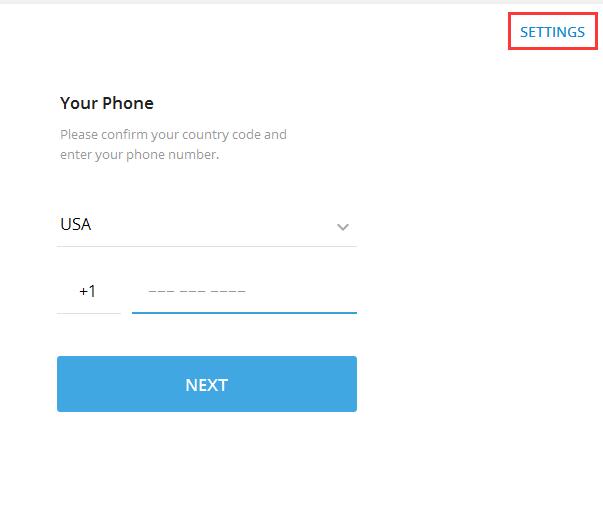 SETTINGS
Your Phone
Please confirm your country code and
enter your phone number.
USA
+1 ––– ––– ––––
NEXT